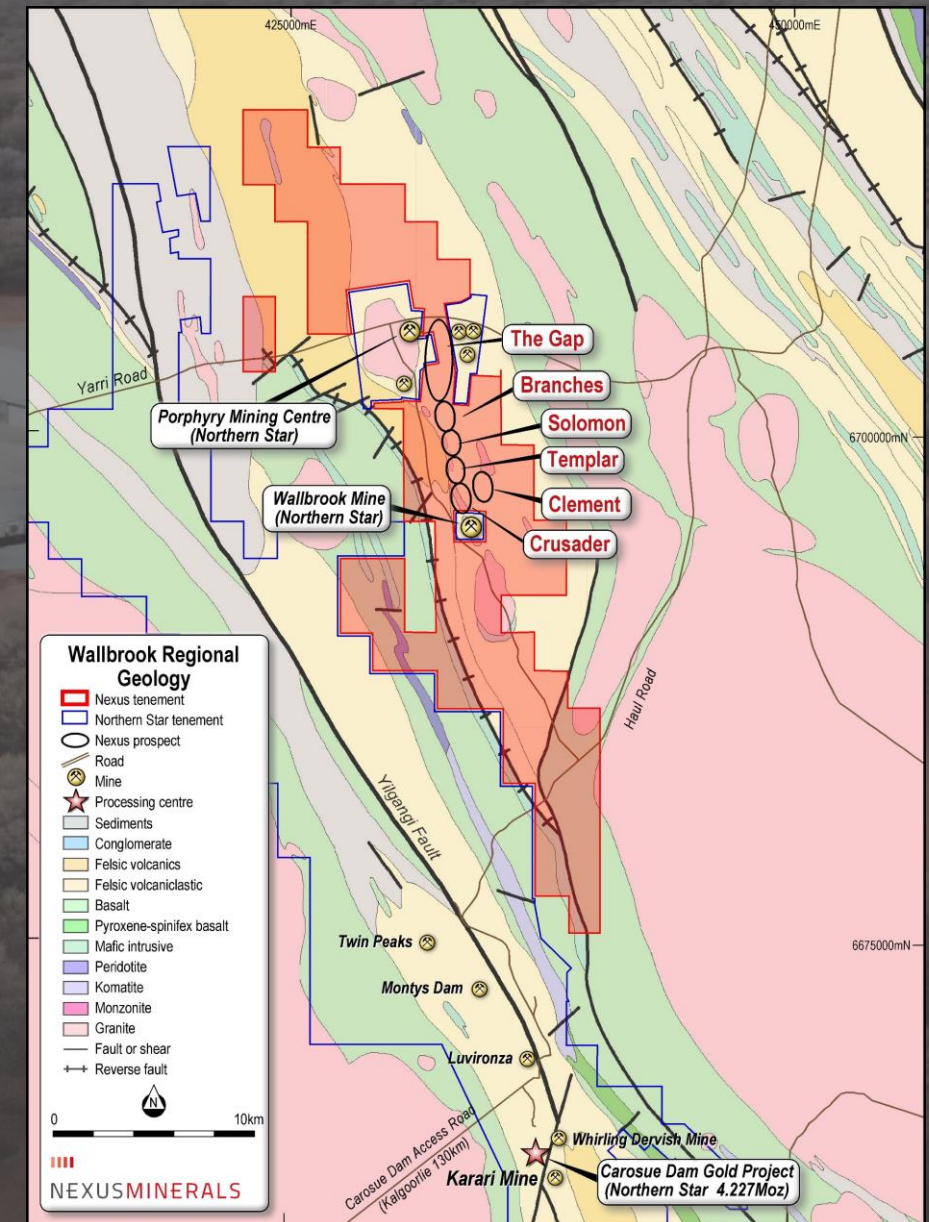 425000mE
450000mE
The Gap
Branches
Yarri Road
Porphyry Mining Centre
(Northern Star)
Solomon
6700000mN
Templar
Wallbrook Mine
(Northern Star)
Clement
Crusader
Wallbrook Regional
Geology
Nexus tenement
Northern Star tenement
Nexus prospect
Road
Mine
Processing centre
Sediments
Conglomerate
Felsic volcanics
Felsic volcaniclastic
Basalt
Pyroxene-spinifex basalt
Mafic intrusive
Peridotite
Komatite
Monzonite
Granite
Fault or shear
Reverse fault
N
0 10km
NEXUSMINERALS
Haul Road
Yilgangi Fault
Twin Peaks
6675000mN
Montys Dam
Luvironza
Carosue Dam Access Road
(Kalgoorlie 130km)
Whirling Dervish Mine
Karari Mine
Carosue Dam Gold Project
(Northern Star 4.227Moz)